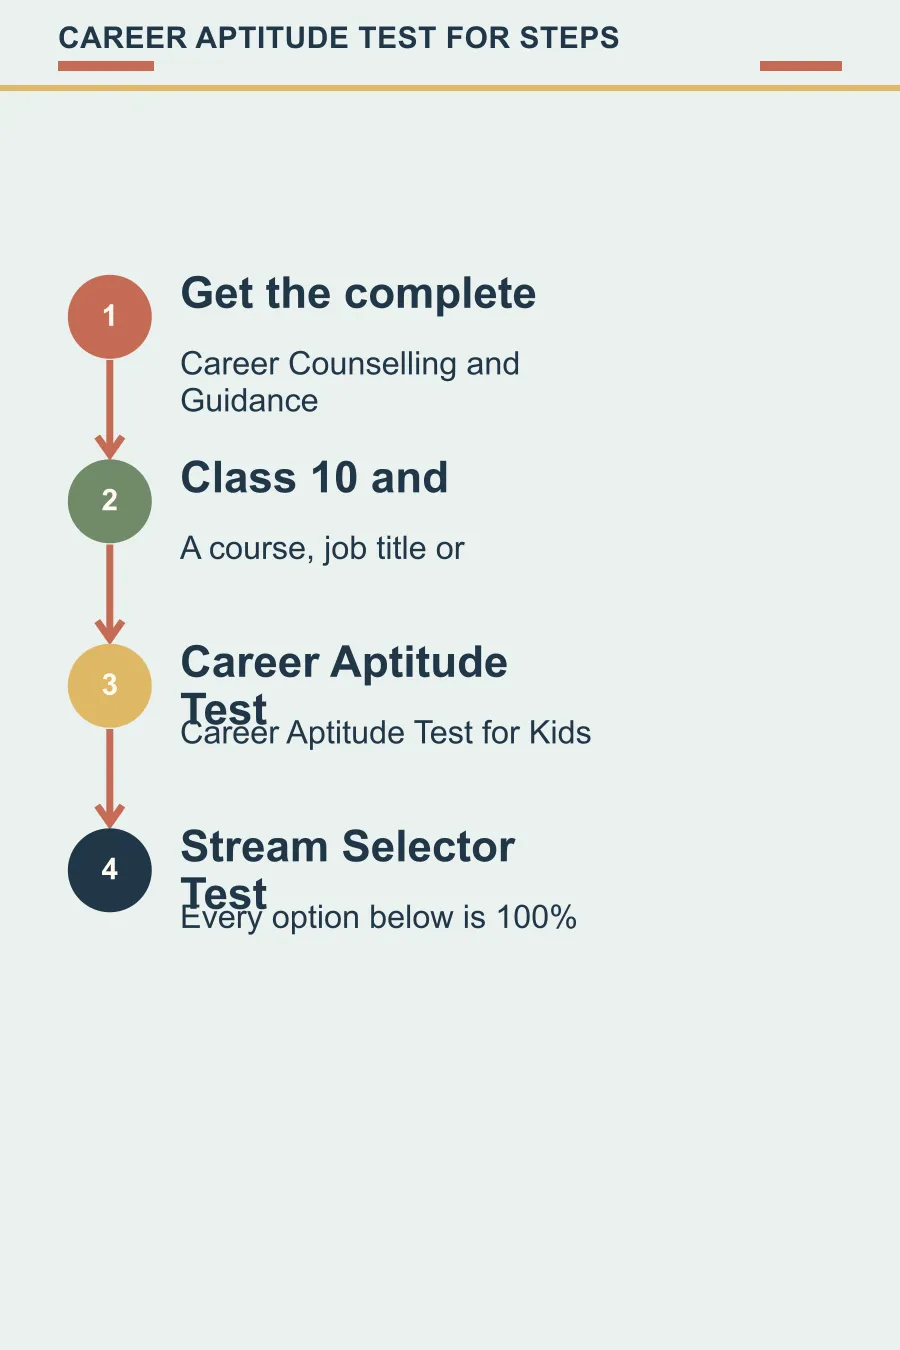 CAREER APTITUDE TEST FOR STEPS
1
Get the complete
Career Counselling and
Guidance
2
Class 10 and
A course, job title or
3
Career Aptitude
Test
Career Aptitude Test for Kids
4
Stream Selector
Test
Every option below is 100%